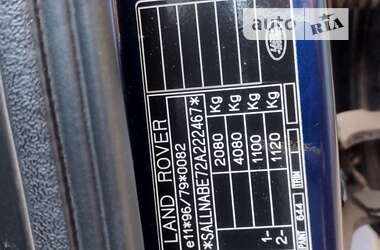 auto RIA
LAND ROVER
e11*96/79*0082
*SALLNABE72A222467*
2080 Kg
4080 Kg
1- 1100 Kg
2- 1120 Kg
PAINT 644 TRIM